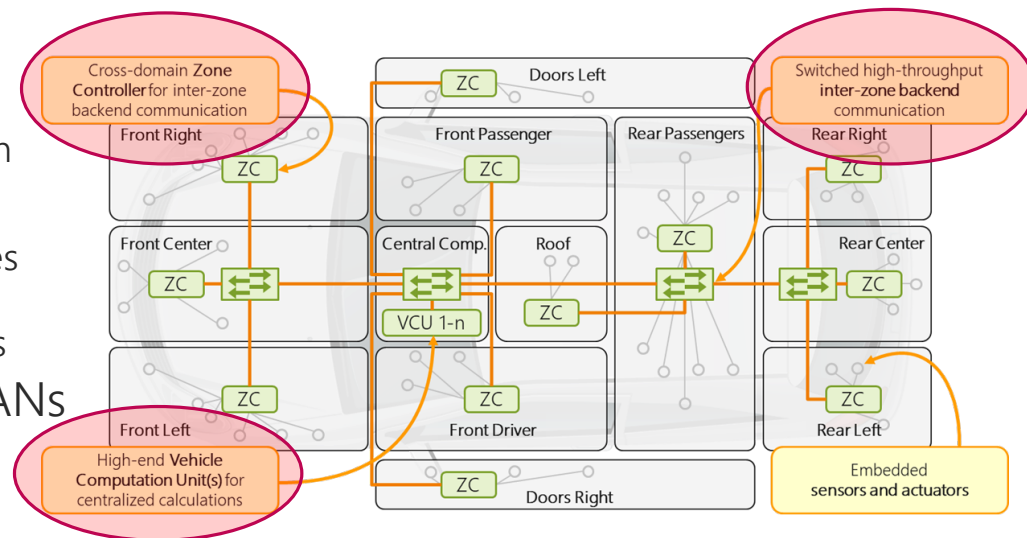 Cross-domain Zone
Controller for inter-zone
backend communication
Doors Left
ZC
Switched high-throughput
inter-zone backend
communication
Front Right
ZC
Front Passenger
ZC
Rear Passengers
ZC
Rear Right
ZC
Front Center
ZC
Central Comp.
VCU 1-n
Roof
ZC
Rear Center
ZC
es
s
ANs
ZC
Front Left
ZC
Front Driver
ZC
Rear Left
High-end Vehicle
Computation Unit(s) for
centralized calculations
ZC
Doors Right
Embedded
sensors and actuators